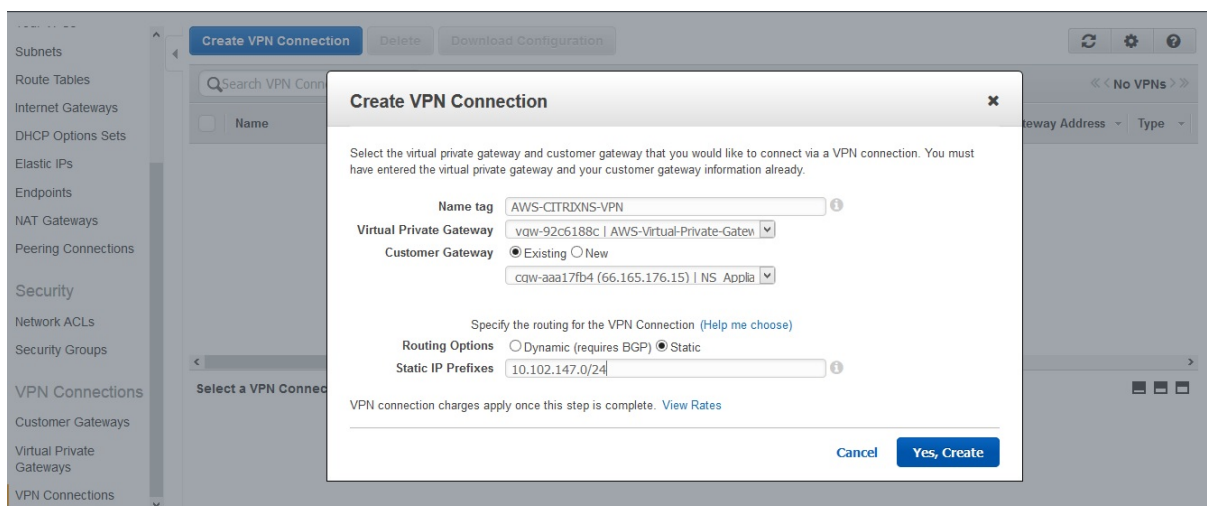 Subnets
Route Tables
Internet Gateways
DHCP Options Sets
Elastic IPs
Endpoints
NAT Gateways
Peering Connections
Security
Network ACLs
Security Groups
VPN Connections
Customer Gateways
Virtual Private
Gateways
VPN Connections
Create VPN Connection Delete Download Configuration
Search VPN Conn No VPNs
Name teway Address Type
Create VPN Connection
Select the virtual private gateway and customer gateway that you would like to connect via a VPN connection. You must
have entered the virtual private gateway and your customer gateway information already.
Name tag AWS-CITRIXNS-VPN
Virtual Private Gateway vgw-92c6188c | AWS-Virtual-Private-Gatew
Customer Gateway Existing New
cgw-aaa17fb4 (66.165.176.15) | NS_Applia
Specify the routing for the VPN Connection (Help me choose)
Routing Options Dynamic (requires BGP) Static
Static IP Prefixes 10.102.147.0/24
VPN connection charges apply once this step is complete. View Rates
Cancel Yes, Create
Select a VPN Connec